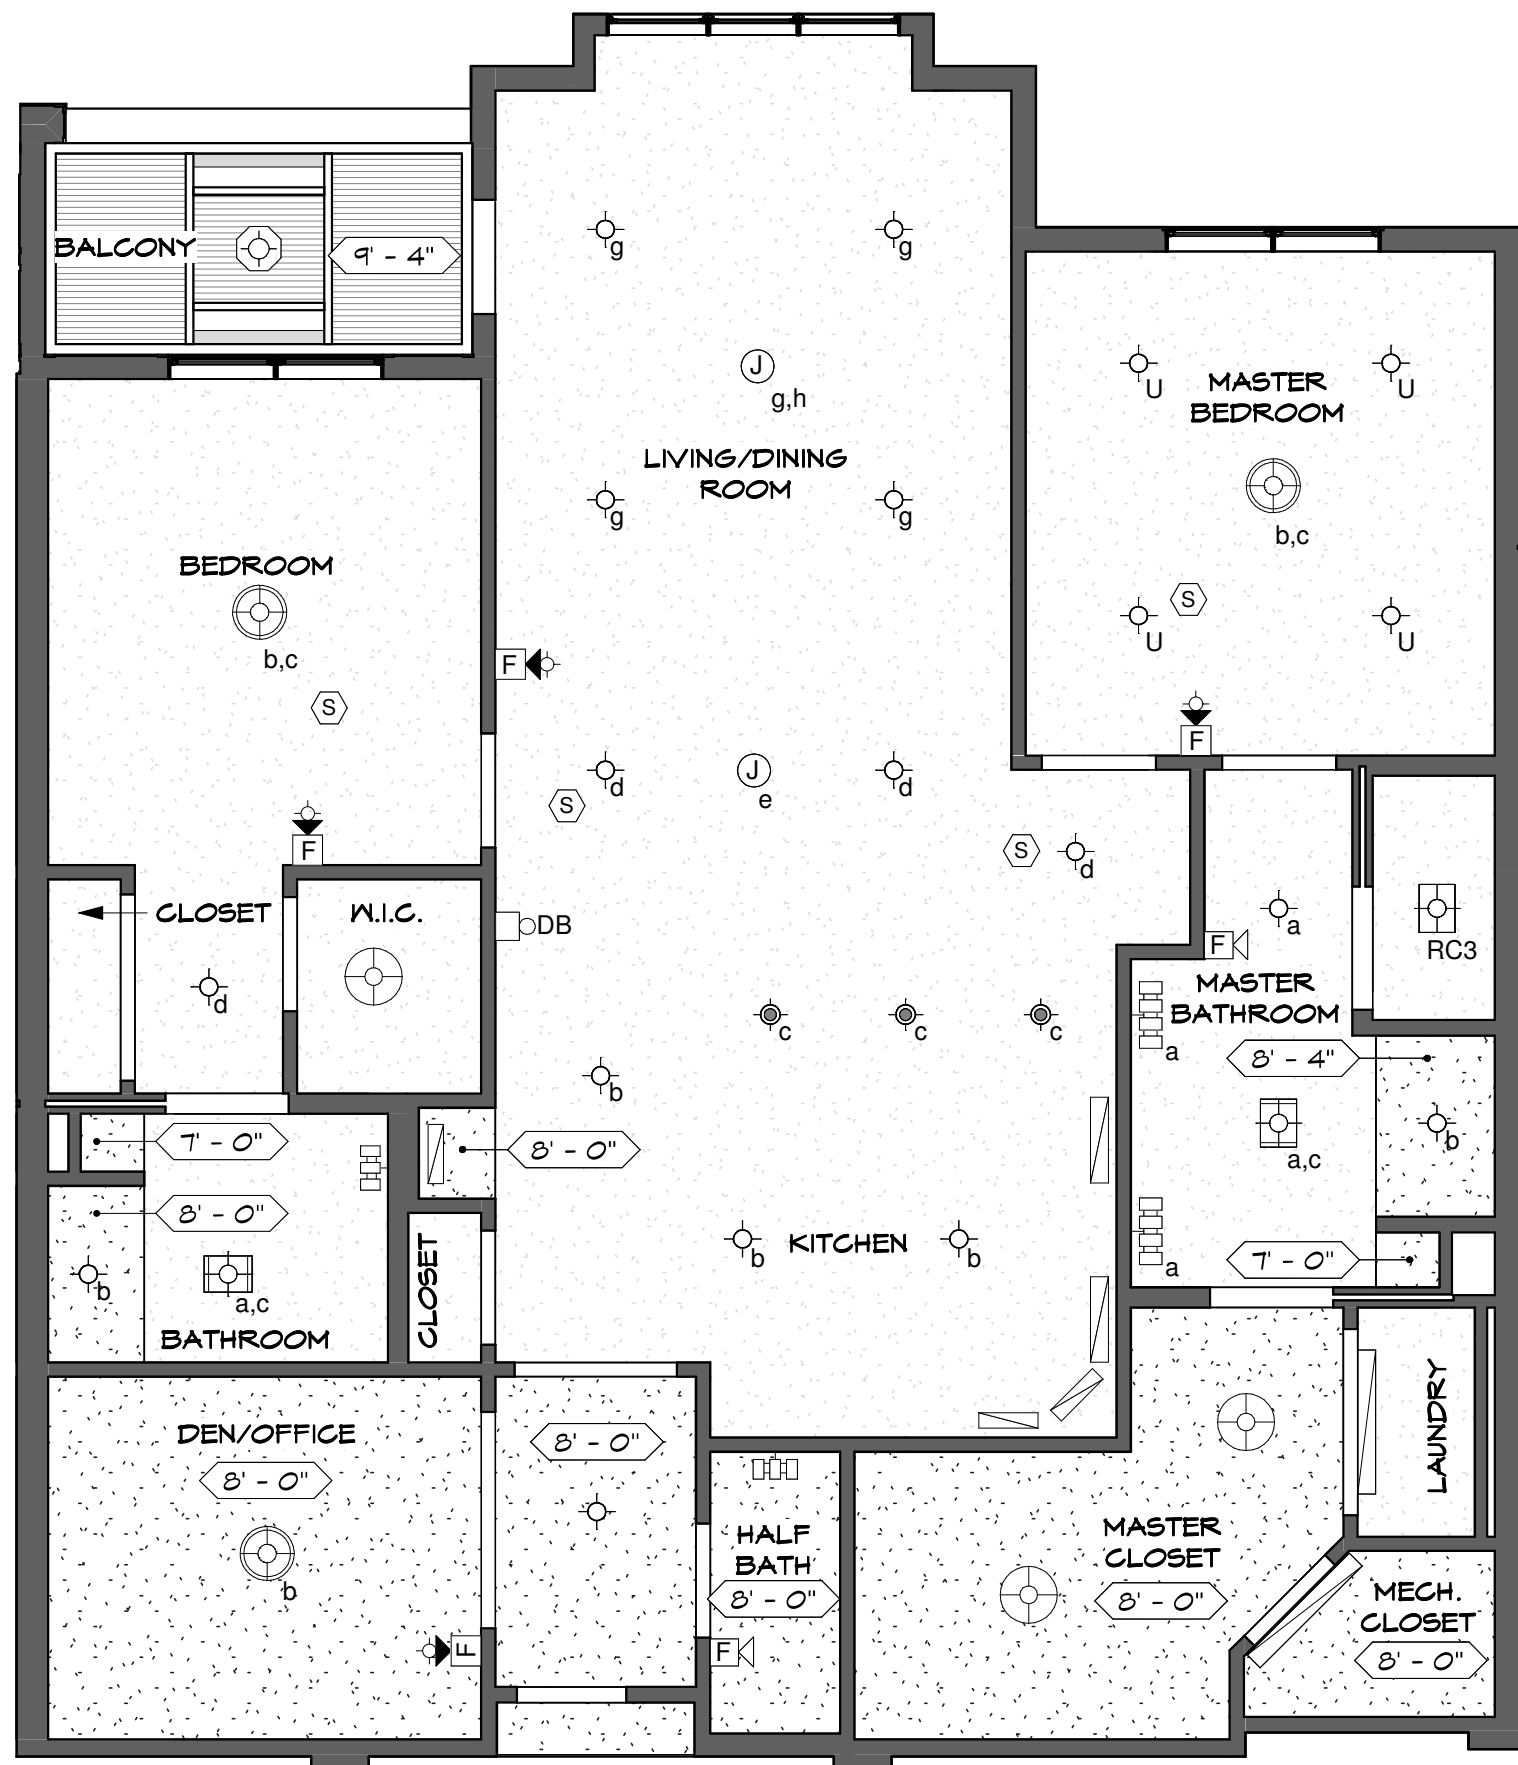 g
g
BALCONY
9' - 4"
J
g,h
U
MASTER
BEDROOM
U
LIVING/DINING
ROOM
g
g
b,c
BEDROOM
S
b,c
F
U
U
S
F
J
e
d
d
S
S
d
F
CLOSET
W.I.C.
DB
a
F
RC3
d
MASTER
BATHROOM
c
c
c
a
8' - 4"
b
7' - 0"
8' - 0"
b
a,c
8' - 0"
b
KITCHEN
b
7' - 0"
a
b
a,c
BATHROOM
CLOSET
LAUNDRY
DEN/OFFICE
8' - 0"
8' - 0"
b
HALF
BATH
8' - 0"
MASTER
CLOSET
8' - 0"
MECH.
CLOSET
8' - 0"
F
F